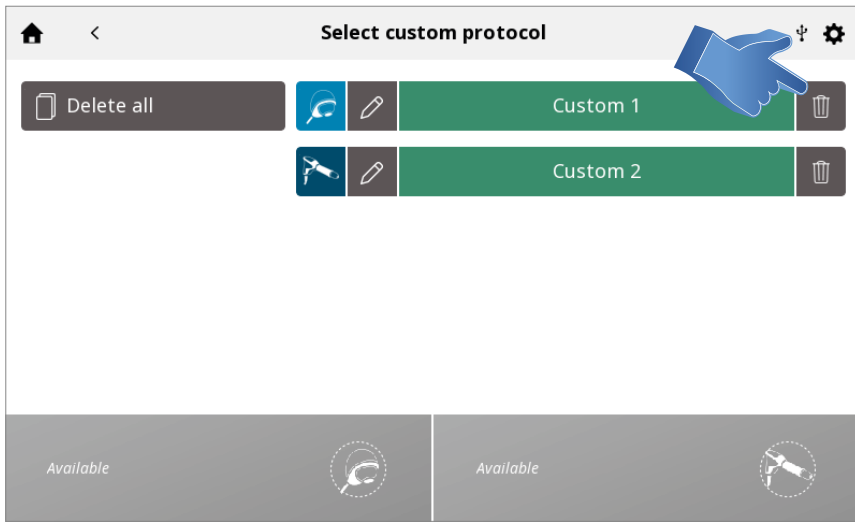 Select custom protocol
Delete all
Custom 1
Custom 2
Available
Available